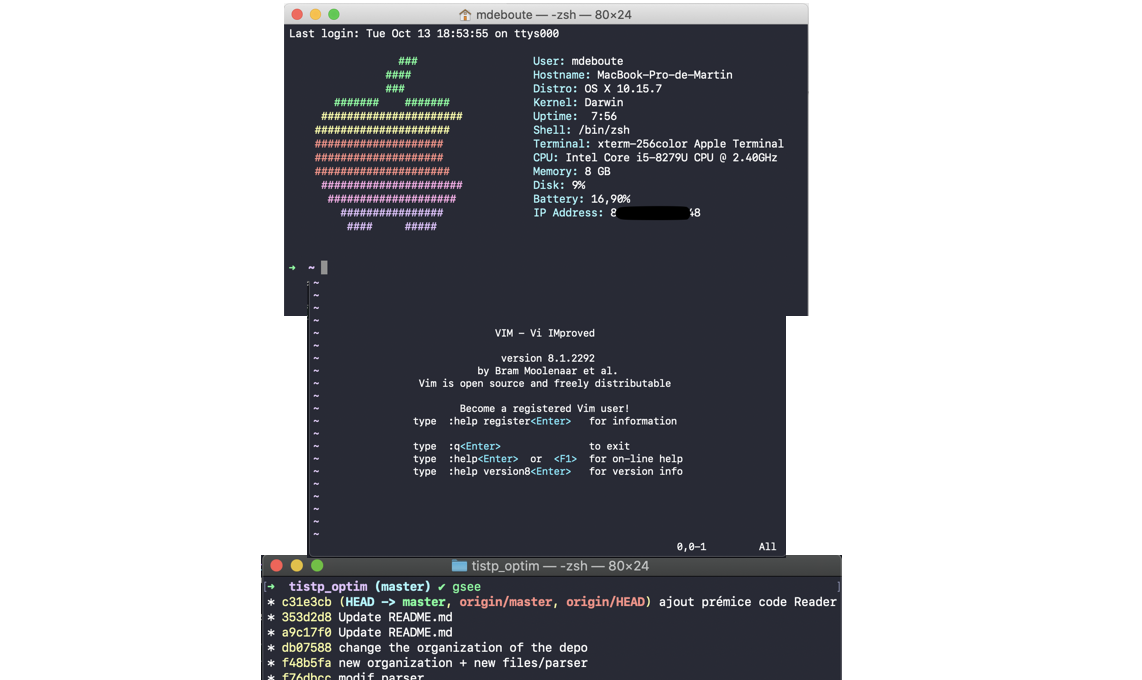 mdeboute — -zsh — 80×24
Last login: Tue Oct 13 18:53:55 on ttys000
###
####
###
#######    #######
######################
#####################
####################
####################
#####################
######################
####################
################
####     #####
User: mdeboute
Hostname: MacBook-Pro-de-Martin
Distro: OS X 10.15.7
Kernel: Darwin
Uptime:  7:56
Shell: /bin/zsh
Terminal: xterm-256color Apple Terminal
CPU: Intel Core i5-8279U CPU @ 2.40GHz
Memory: 8 GB
Disk: 9%
Battery: 16,90%
IP Address: 8 48
➜  ~
~
~
~
~
~ VIM - Vi IMproved
~
~ version 8.1.2292
~ by Bram Moolenaar et al.
~ Vim is open source and freely distributable
~
~ Become a registered Vim user!
~ type  :help register<Enter>   for information
~
~ type  :q<Enter>               to exit
~ type  :help<Enter>  or  <F1>  for on-line help
~ type  :help version8<Enter>   for version info
~
~
~
~
~
0,0-1         All
tistp_optim — -zsh — 80×24
[➜  tistp_optim (master) ✔ gsee ]
* c31e3cb (HEAD -> master, origin/master, origin/HEAD) ajout prémice code Reader
* 353d2d8 Update README.md
* a9c17f0 Update README.md
* db07588 change the organization of the depo
* f48b5fa new organization + new files/parser
* f76dbcc modif parser